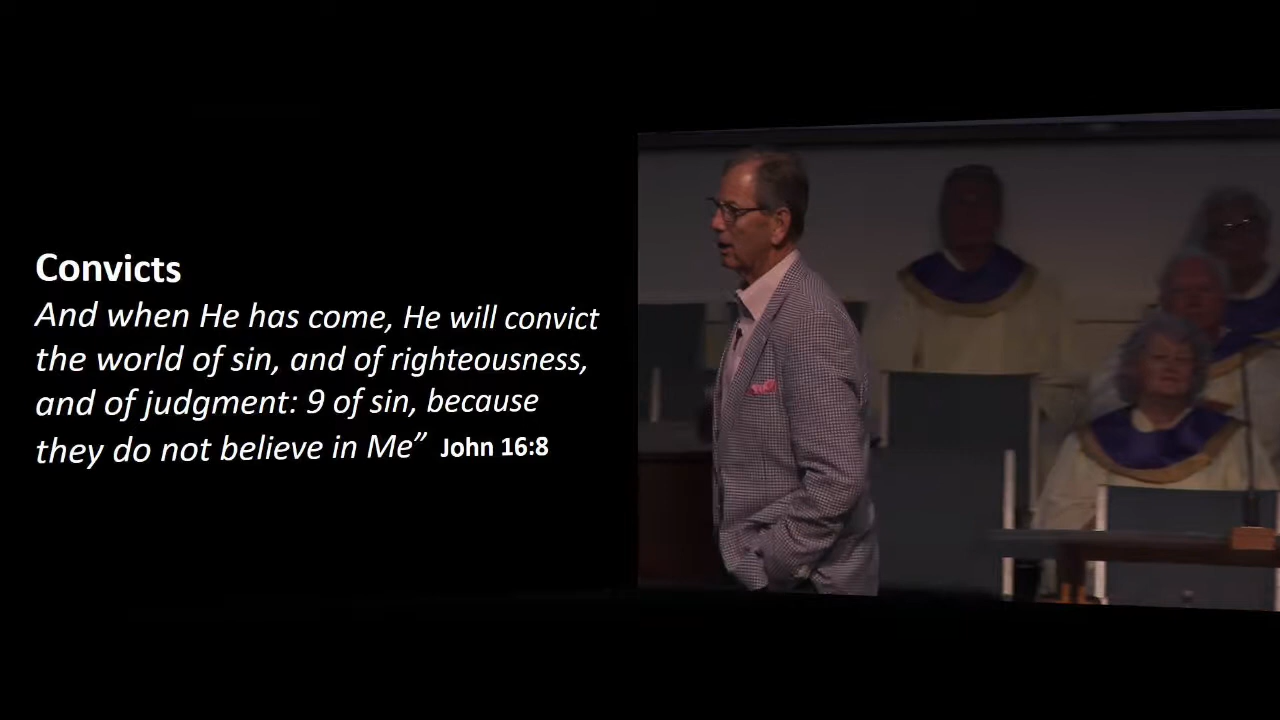 Convicts
And when He has come, He will convict
the world of sin, and of righteousness,
and of judgment: 9 of sin, because
they do not believe in Me” John 16:8